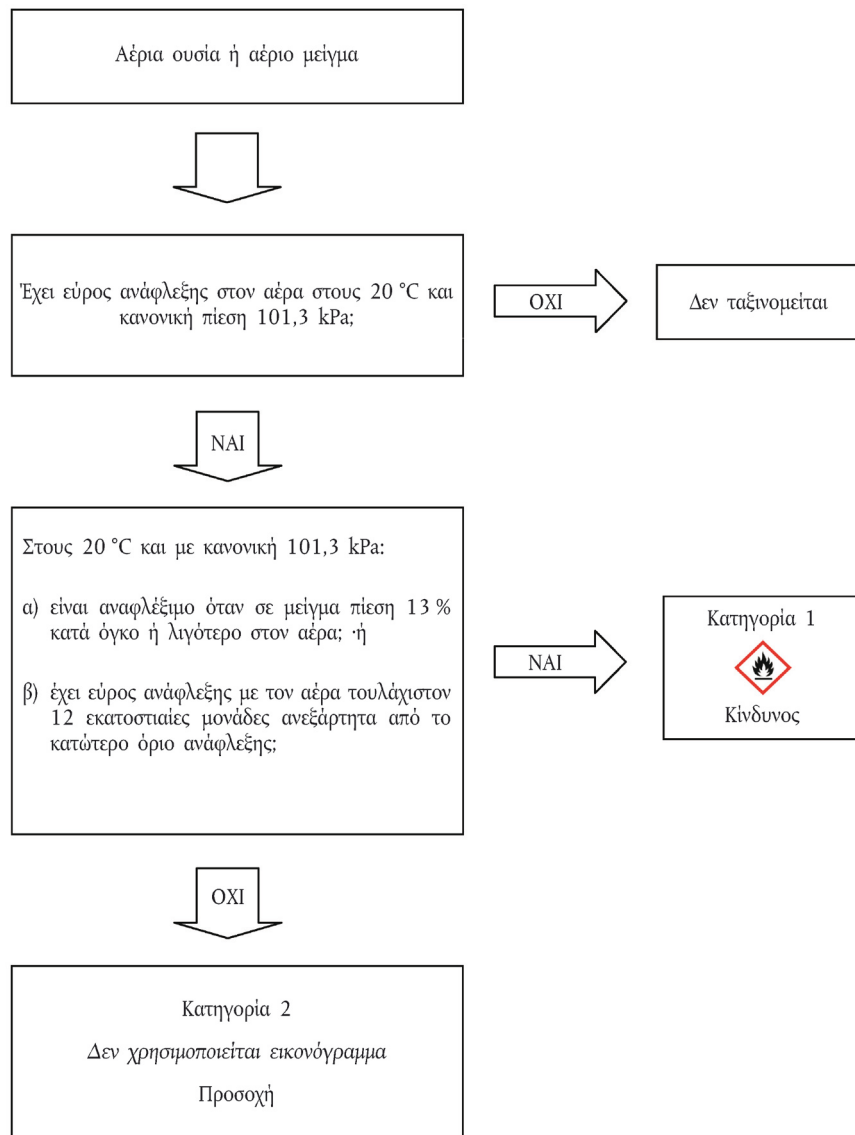 Αέρια ουσία ή αέριο μείγμα
Έχει εύρος ανάφλεξης στον αέρα στους 20 °C και
κανονική πίεση 101,3 kPa;
ΟΧΙ
Δεν ταξινομείται
ΝΑΙ
Στους 20 °C και με κανονική 101,3 kPa:
α) είναι αναφλέξιμο όταν σε μείγμα πίεση 13 %
κατά όγκο ή λιγότερο στον αέρα; ·ή
β) έχει εύρος ανάφλεξης με τον αέρα τουλάχιστον
12 εκατοστιαίες μονάδες ανεξάρτητα από το
κατώτερο όριο ανάφλεξης;
ΝΑΙ
Κατηγορία 1
Κίνδυνος
ΟΧΙ
Κατηγορία 2
Δεν χρησιμοποιείται εικονόγραμμα
Προσοχή